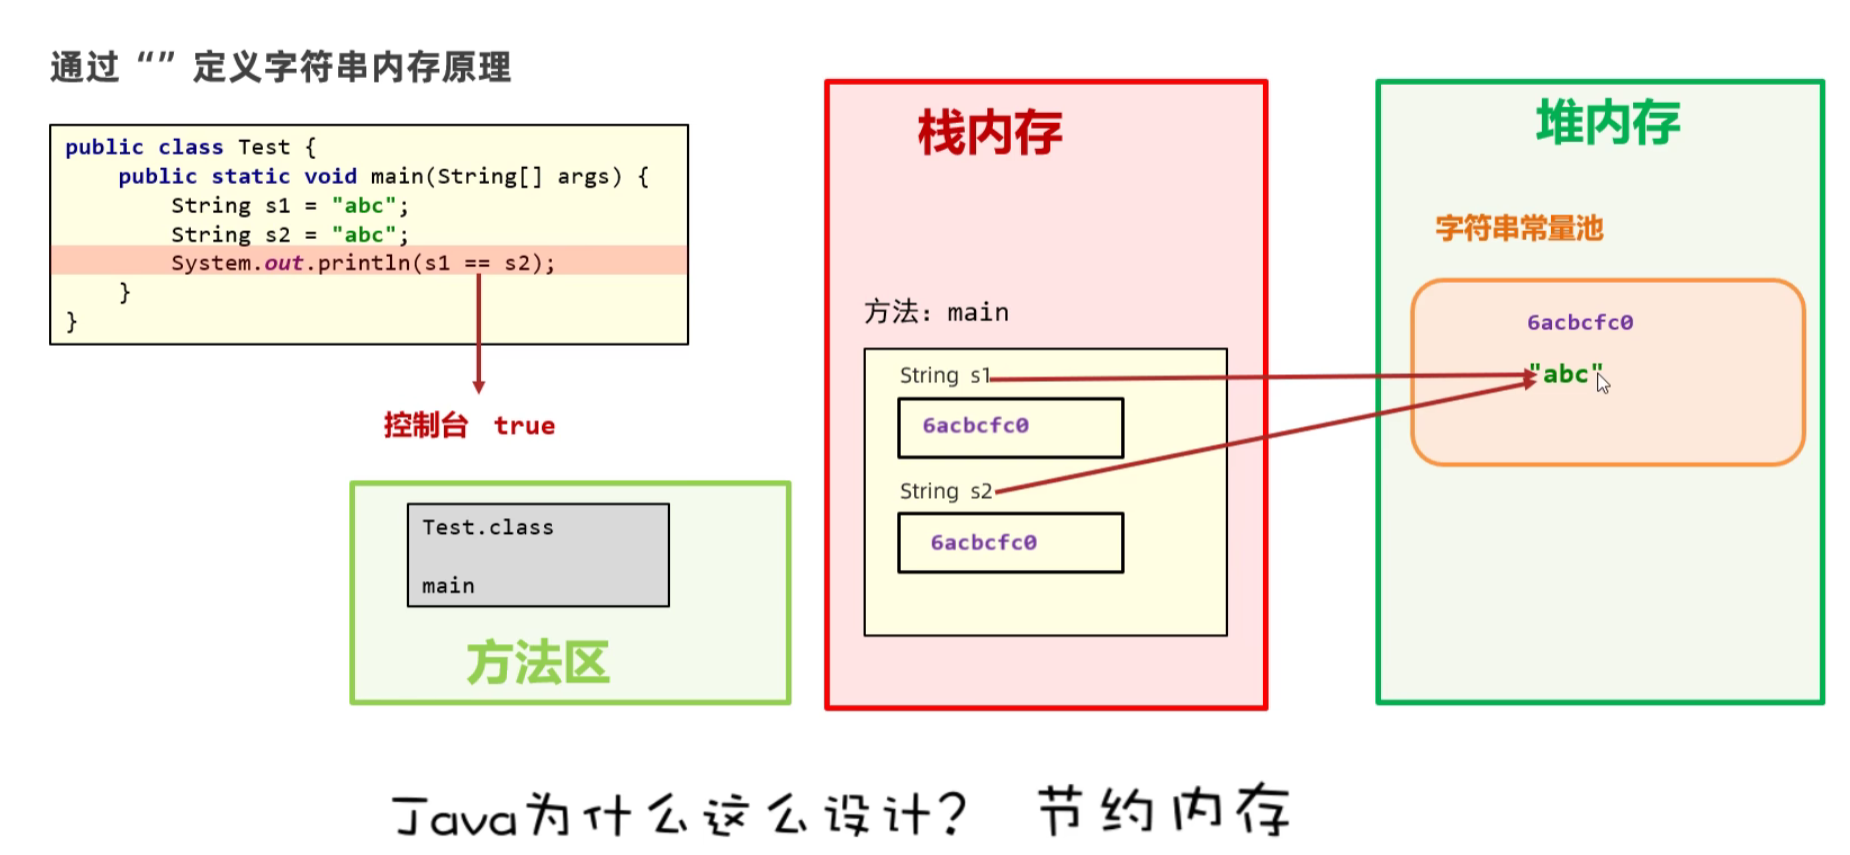 通过“”定义字符串内存原理
public class Test {
public static void main(String[] args) {
String s1 = "abc";
String s2 = "abc";
System.out.println(s1 == s2);
}
}
控制台 true
Test.class
main
方法区
栈内存
方法：main
String s1
6acbcfc0
String s2
6acbcfc0
堆内存
字符串常量池
6acbcfc0
"abc"
Java为什么这么设计？ 节约内存